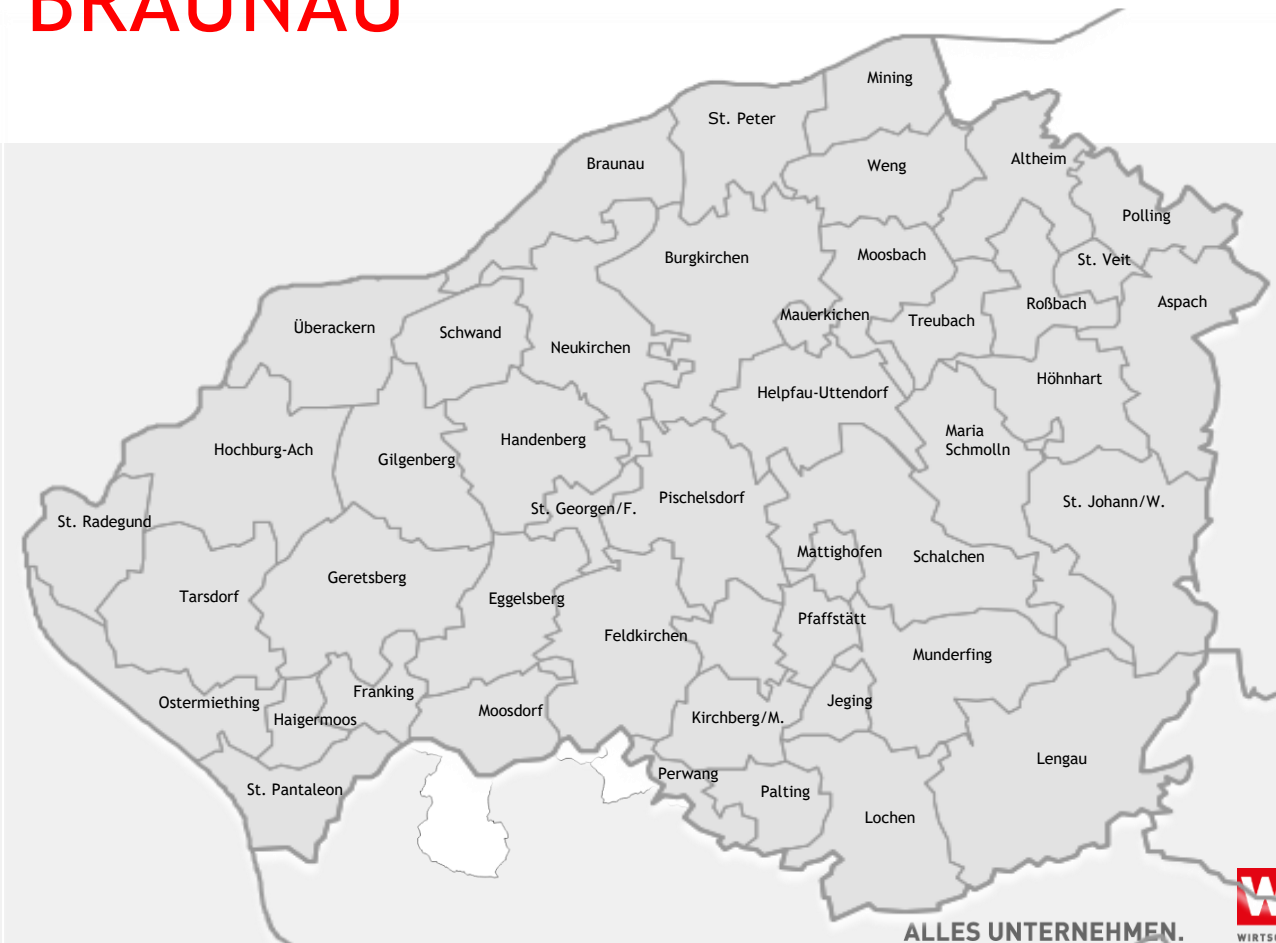 BRAUNAU
Mining
St. Peter
Altheim
Braunau
Weng
Polling
Burgkirchen
Moosbach
St. Veit
Mauerkichen
Roßbach
Aspach
Überackern
Schwand
Treubach
Neukirchen
Höhnhart
Helpfau-Uttendorf
Maria
Schmolln
Handenberg
Hochburg-Ach
Gilgenberg
Pischelsdorf
St. Johann/W.
St. Georgen/F.
St. Radegund
Mattighofen
Schalchen
Geretsberg
Tarsdorf
Eggelsberg
Pfaffstätt
Feldkirchen
Munderfing
Franking
Ostermiething
Jeging
Moosdorf
Haigermoos
Kirchberg/M.
Lengau
Perwang
St. Pantaleon
Palting
Lochen
ALLES UNTERNEHMEN.